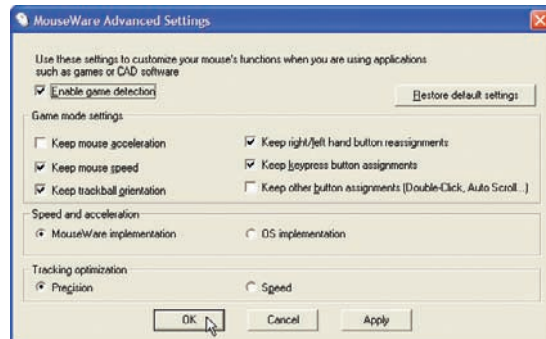 MouseWare Advanced Settings
Use these settings to customize your mouse's functions when you are using applications
such as games or CAD software
Enable game detection
Restore default settings
Game mode settings
Keep mouse acceleration
Keep right/left hand button reassignments
Keep mouse speed
Keep keypress button assignments
Keep trackball orientation
Keep other button assignments (Double-Click, Auto Scroll...)
Speed and acceleration
MouseWare implementation
OS implementation
Tracking optimization
Precision
Speed
OK
Cancel
Apply